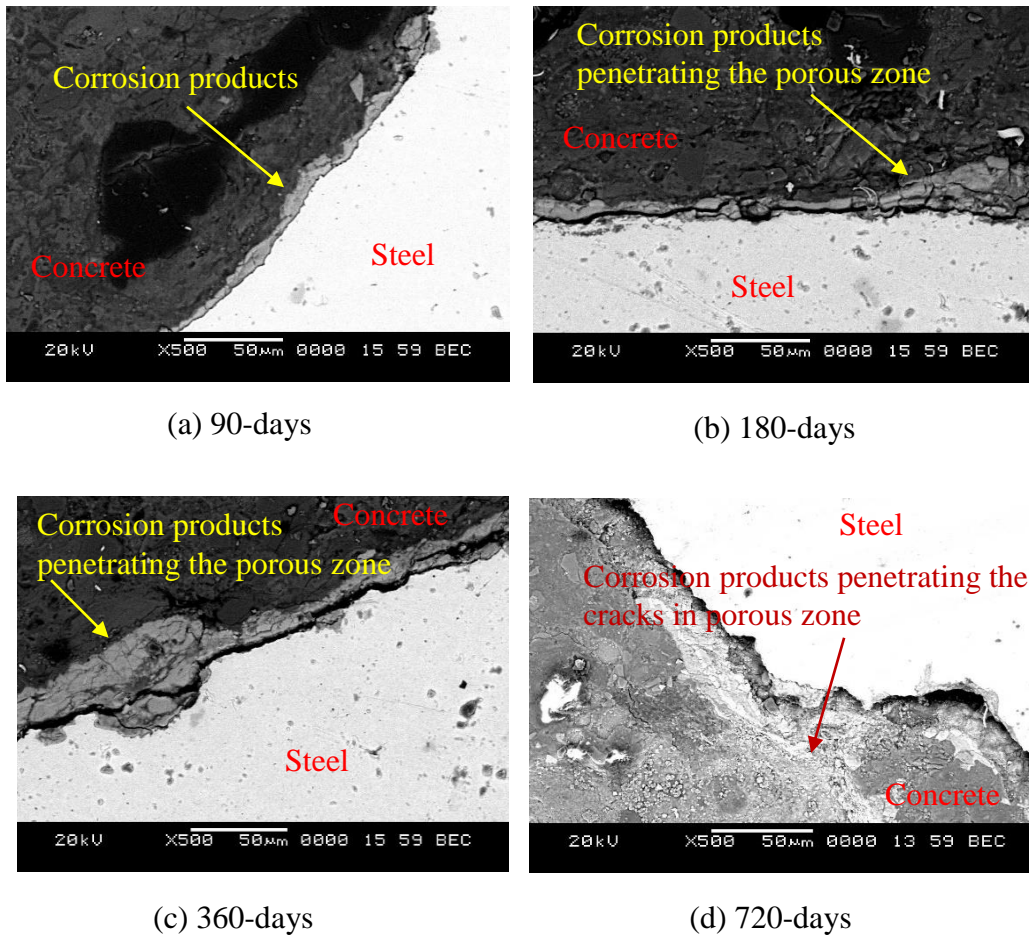 Corrosion products
Concrete
Steel
20kV X500 50µm 0000 15 59 BEC
(a) 90-days
Corrosion products
penetrating the porous zone
Concrete
Steel
20kV X500 50µm 0000 15 59 BEC
(b) 180-days
Concrete
Corrosion products
penetrating the porous zone
Steel
20kV X500 50µm 0000 15 59 BEC
(c) 360-days
Steel
Corrosion products penetrating the
cracks in porous zone
Concrete
20kV X500 50µm 0000 13 59 BEC
(d) 720-days